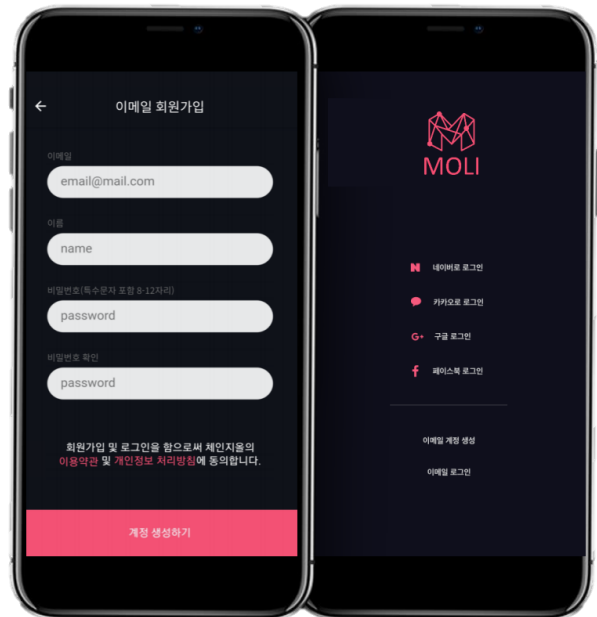 이메일 회원가입
이메일
email@mail.com
이름
name
비밀번호(특수문자 포함 8-12자리)
password
비밀번호 확인
password
회원가입 및 로그인을 함으로써 체인지올의
이용약관 및 개인정보 처리방침에 동의합니다.
계정 생성하기
MOLI
네이버로 로그인
카카오로 로그인
G+ 구글 로그인
페이스북 로그인
이메일 계정 생성
이메일 로그인